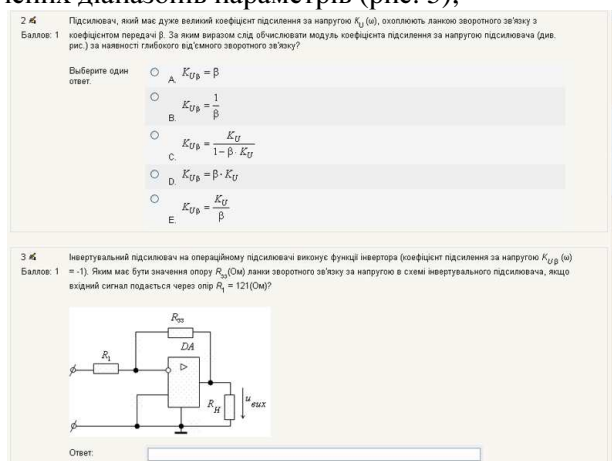 лених діапазонів параметрів (рис. 3),
2
Баллов: 1
Підсилювач, який має дуже великий коефіцієнт підсилення за напругою K_U (ω), охоплюють ланкою зворотного зв'язку з
коефіцієнтом передачі β. За яким виразом слід обчислювати модуль коефіцієнта підсилення за напругою підсилювача (див.
рис.) за наявності глибокого від'ємного зворотного зв'язку?
Выберите один
ответ.
A. K_Uβ = β
B. K_Uβ = 1/β
C. K_Uβ = K_U/(1 − β · K_U)
D. K_Uβ = β · K_U
E. K_Uβ = K_U/β
3
Баллов: 1
Інвертувальний підсилювач на операційному підсилювачі виконує функції інвертора (коефіцієнт підсилення за напругою K_Uβ (ω)
= -1). Яким має бути значення опору R_зз(Ом) ланки зворотного зв'язку за напругою в схемі інвертувального підсилювача, якщо
вхідний сигнал подається через опір R_1 = 121(Ом)?
R_зз
DA
R_1
R_H
u_вих
Ответ: